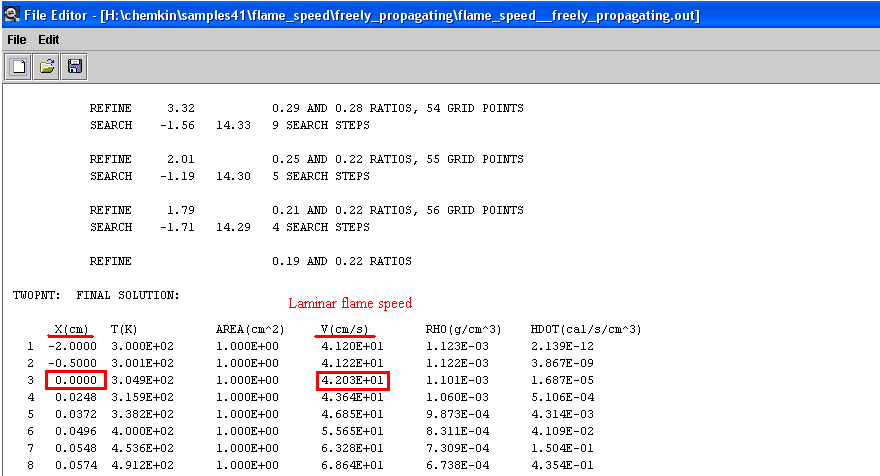 File Editor - [H:\chemkin\samples41\flame_speed\freely_propagating\flame_speed__freely_propagating.out]
File Edit
REFINE 3.32 0.29 AND 0.28 RATIOS, 54 GRID POINTS
SEARCH -1.56 14.33 9 SEARCH STEPS
REFINE 2.01 0.25 AND 0.22 RATIOS, 55 GRID POINTS
SEARCH -1.19 14.30 5 SEARCH STEPS
REFINE 1.79 0.21 AND 0.22 RATIOS, 56 GRID POINTS
SEARCH -1.71 14.29 4 SEARCH STEPS
REFINE 0.19 AND 0.22 RATIOS
TWOPNT: FINAL SOLUTION:
Laminar flame speed
X(cm) T(K) AREA(cm^2) V(cm/s) RHO(g/cm^3) HDOT(cal/s/cm^3)
1 -2.0000 3.000E+02 1.000E+00 4.120E+01 1.123E-03 2.139E-12
2 -0.5000 3.001E+02 1.000E+00 4.122E+01 1.122E-03 3.867E-09
3 0.0000 3.049E+02 1.000E+00 4.203E+01 1.101E-03 1.687E-05
4 0.0248 3.159E+02 1.000E+00 4.364E+01 1.060E-03 5.106E-04
5 0.0372 3.382E+02 1.000E+00 4.685E+01 9.873E-04 4.314E-03
6 0.0496 4.000E+02 1.000E+00 5.565E+01 8.311E-04 4.109E-02
7 0.0548 4.536E+02 1.000E+00 6.328E+01 7.309E-04 1.504E-01
8 0.0574 4.912E+02 1.000E+00 6.864E+01 6.738E-04 4.354E-01